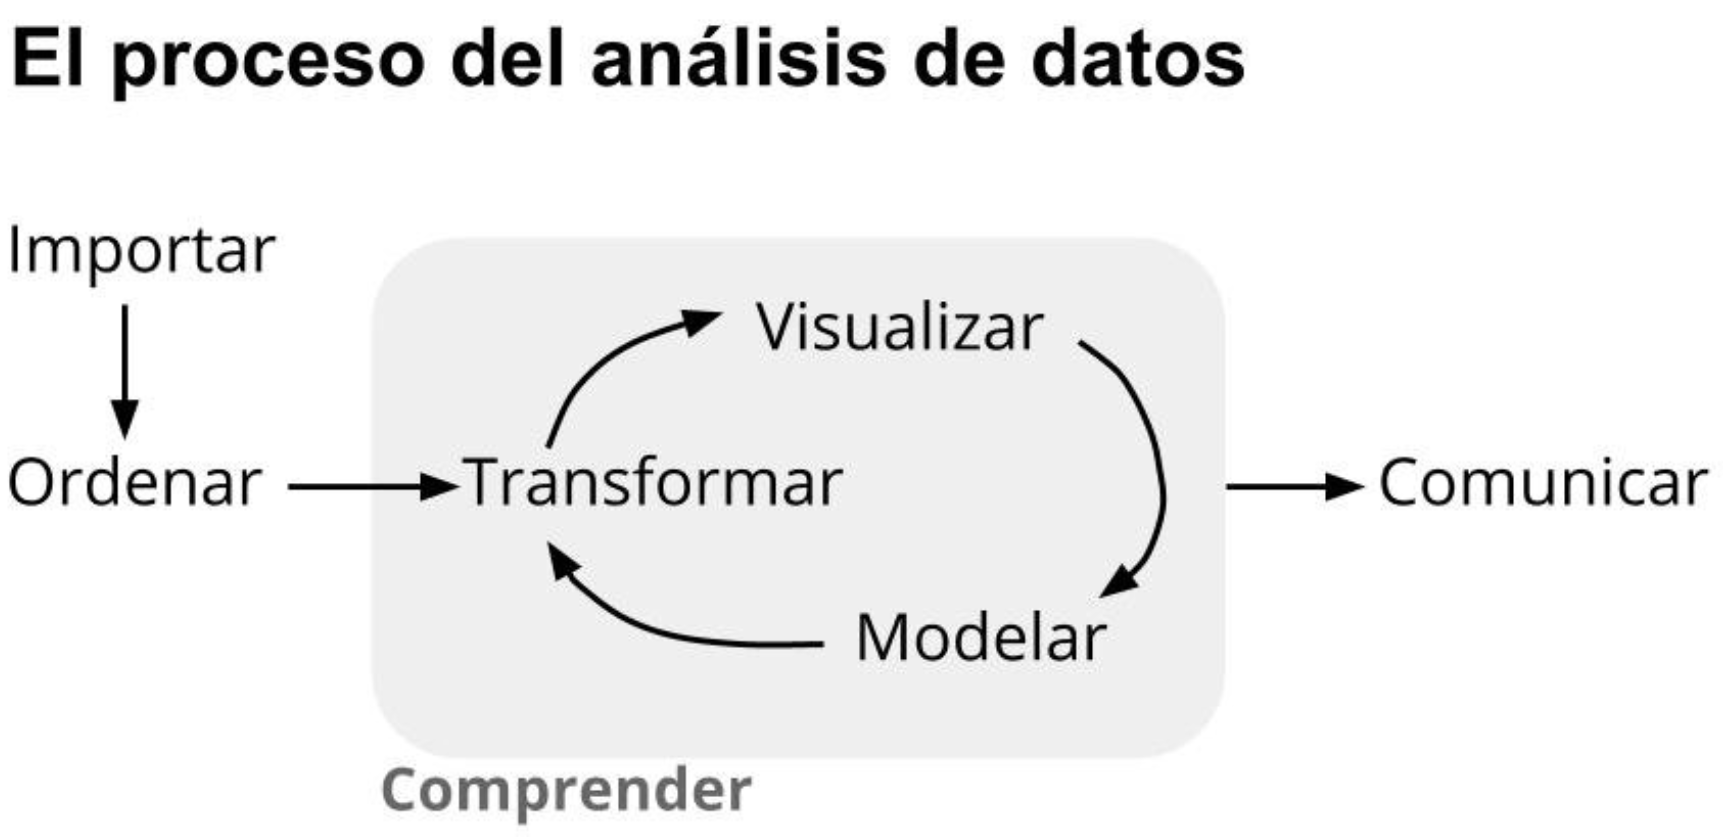 El proceso del análisis de datos
Importar
Visualizar
Ordenar
Transformar
Comunicar
Modelar
Comprender